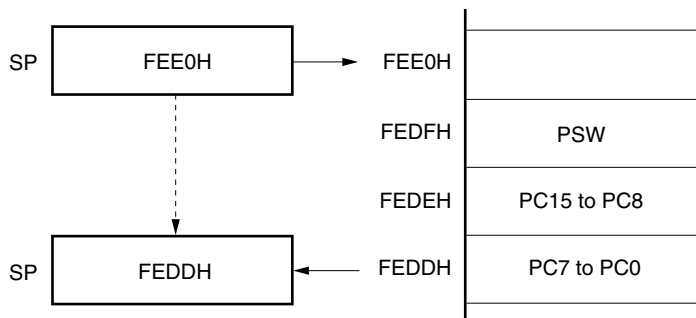 SP FEE0H FEE0H
FEDFH PSW
FEDEH PC15 to PC8
SP FEDDH FEDDH PC7 to PC0